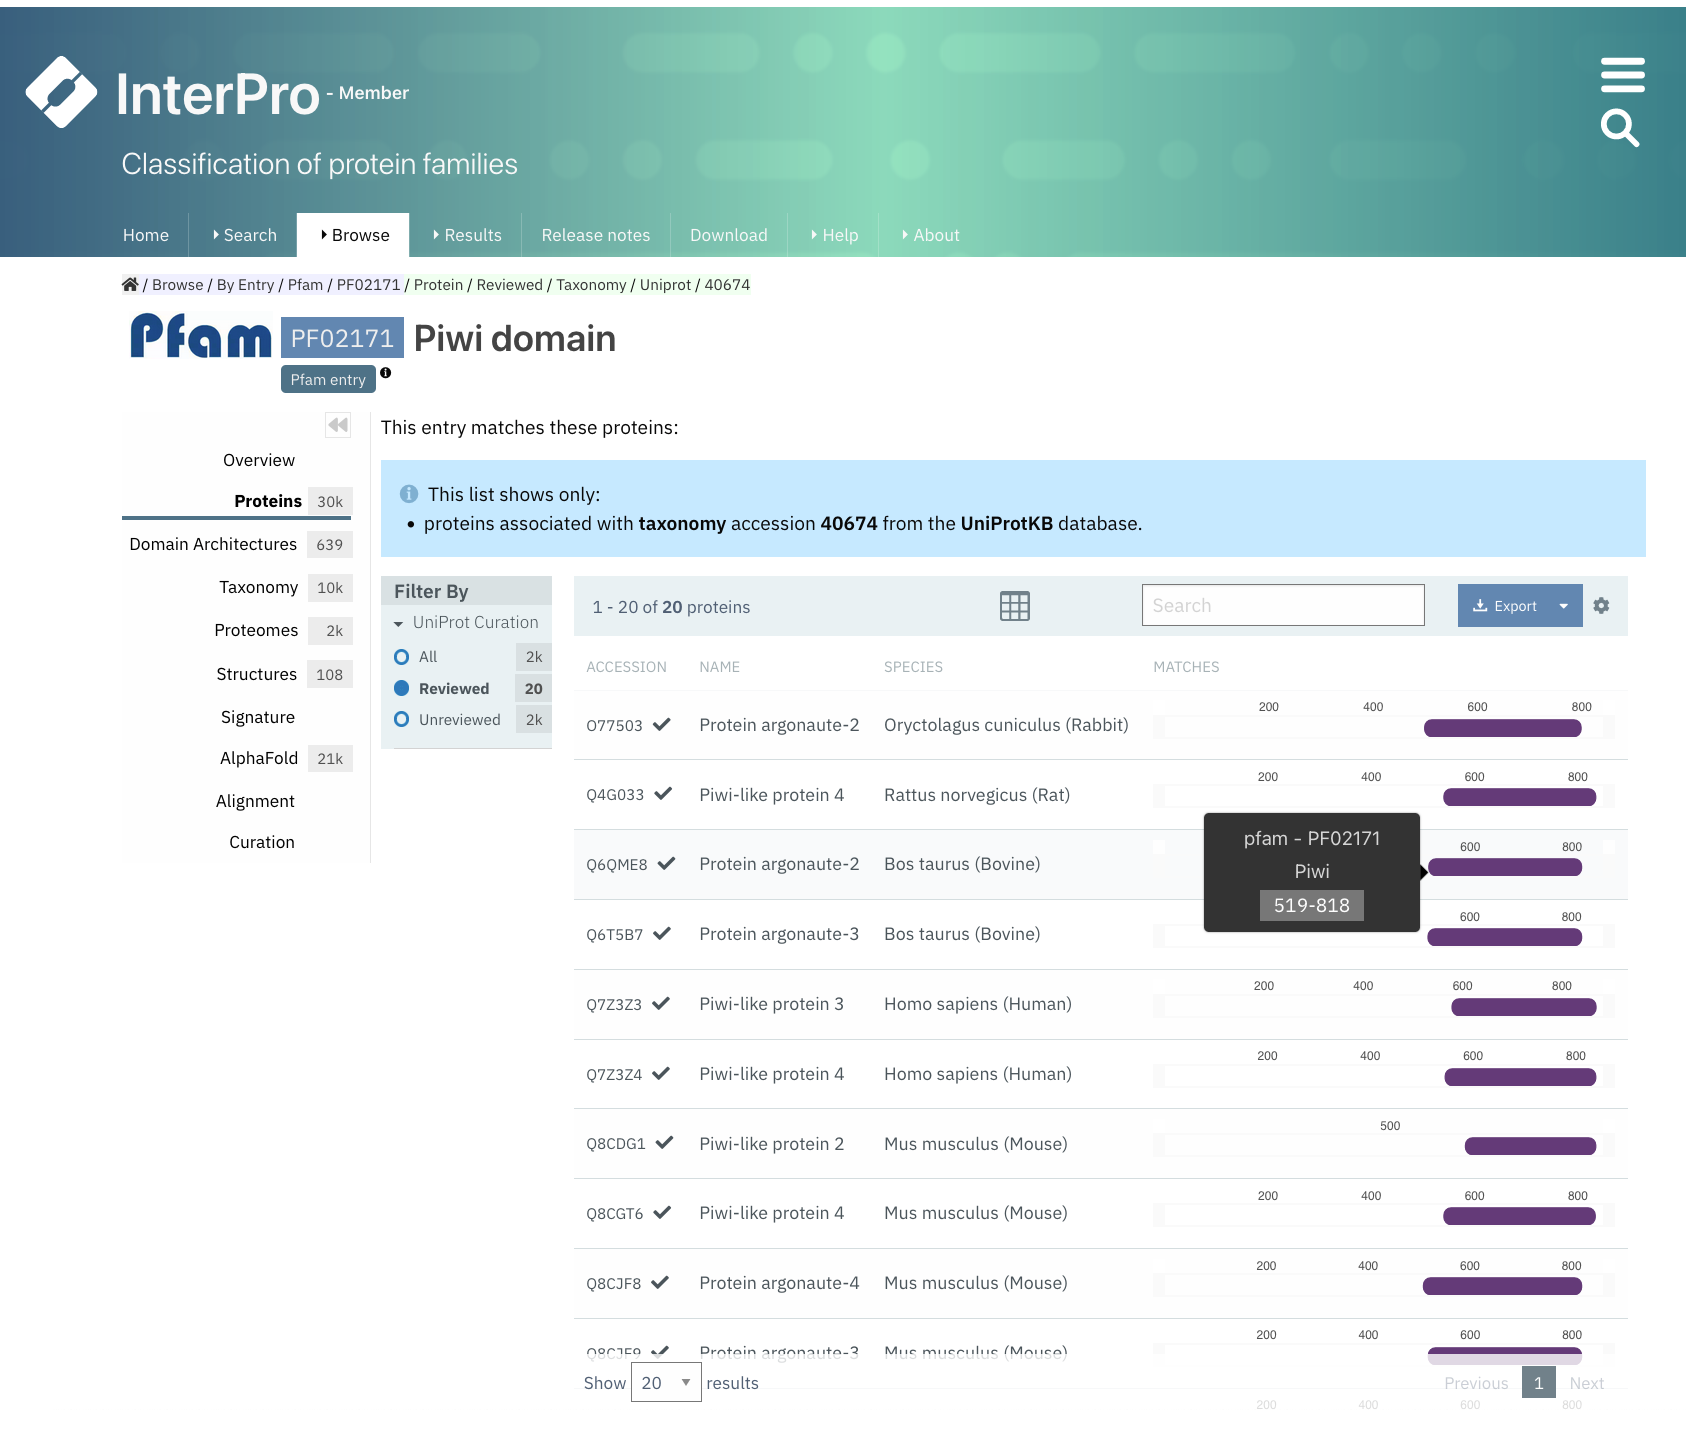 InterPro - Member
Classification of protein families
Home Search Browse Results Release notes Download Help About
/ Browse / By Entry / Pfam / PF02171 / Protein / Reviewed / Taxonomy / Uniprot / 40674
Pfam PF02171 Piwi domain
Pfam entry
Overview
Proteins 30k
Domain Architectures 639
Taxonomy 10k
Proteomes 2k
Structures 108
Signature
AlphaFold 21k
Alignment
Curation
This entry matches these proteins:
This list shows only:
• proteins associated with taxonomy accession 40674 from the UniProtKB database.
Filter By
UniProt Curation
All 2k
Reviewed 20
Unreviewed 2k
1 - 20 of 20 proteins Search Export
ACCESSION NAME SPECIES MATCHES
200 400 600 800
O77503 Protein argonaute-2 Oryctolagus cuniculus (Rabbit)
200 400 600 800
Q4G033 Piwi-like protein 4 Rattus norvegicus (Rat)
600 800
Q6QME8 Protein argonaute-2 Bos taurus (Bovine)
pfam - PF02171
Piwi
519-818
600 800
Q6T5B7 Protein argonaute-3 Bos taurus (Bovine)
200 400 600 800
Q7Z3Z3 Piwi-like protein 3 Homo sapiens (Human)
200 400 600 800
Q7Z3Z4 Piwi-like protein 4 Homo sapiens (Human)
500
Q8CDG1 Piwi-like protein 2 Mus musculus (Mouse)
200 400 600 800
Q8CGT6 Piwi-like protein 4 Mus musculus (Mouse)
200 400 600 800
Q8CJF8 Protein argonaute-4 Mus musculus (Mouse)
200 400 600 800
Q8CJF9 Protein argonaute-3 Mus musculus (Mouse)
Show 20 results Previous 1 Next
200 400 600 800